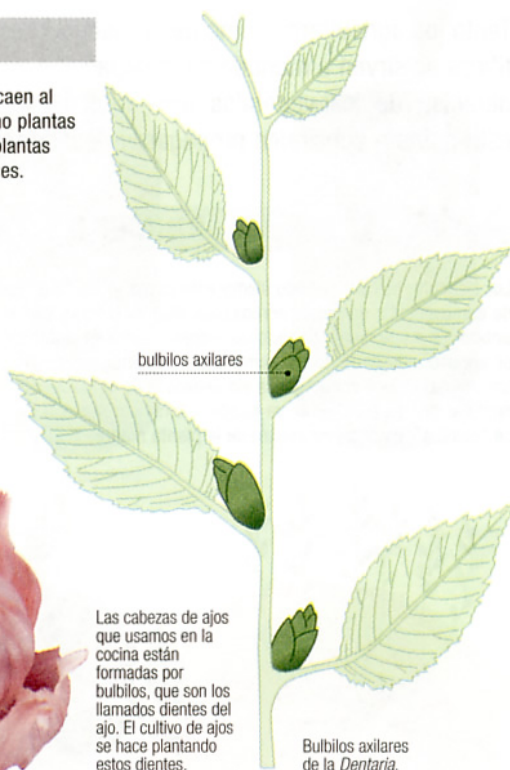 caen al
no plantas
plantas
es.
bulbilos axilares
Las cabezas de ajos
que usamos en la
cocina están
formadas por
bulbilos, que son los
llamados dientes del
ajo. El cultivo de ajos
se hace plantando
estos dientes.
Bulbilos axilares
de la Dentaria.